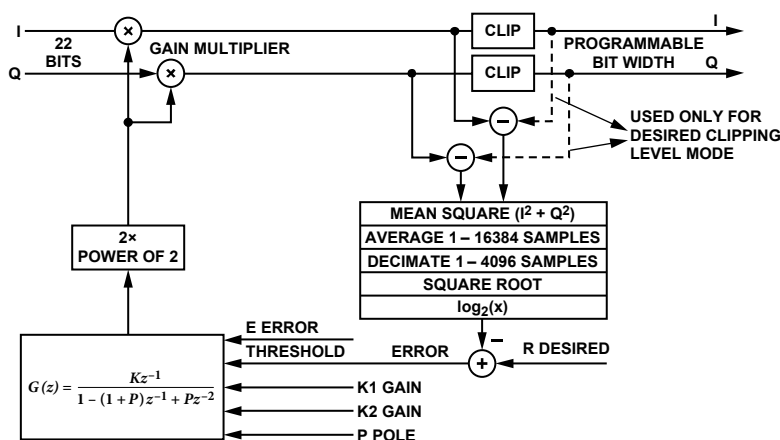 I
22
BITS
Q
×
×
GAIN MULTIPLIER
CLIP
CLIP
I
PROGRAMMABLE
BIT WIDTH
Q
−
−
USED ONLY FOR
DESIRED CLIPPING
LEVEL MODE
MEAN SQUARE (I² + Q²)
AVERAGE 1 – 16384 SAMPLES
DECIMATE 1 – 4096 SAMPLES
SQUARE ROOT
log₂(x)
2×
POWER OF 2
−
+
R DESIRED
E ERROR
THRESHOLD
ERROR
K1 GAIN
K2 GAIN
P POLE
G(z) = Kz⁻¹ / 1 − (1 + P)z⁻¹ + Pz⁻²